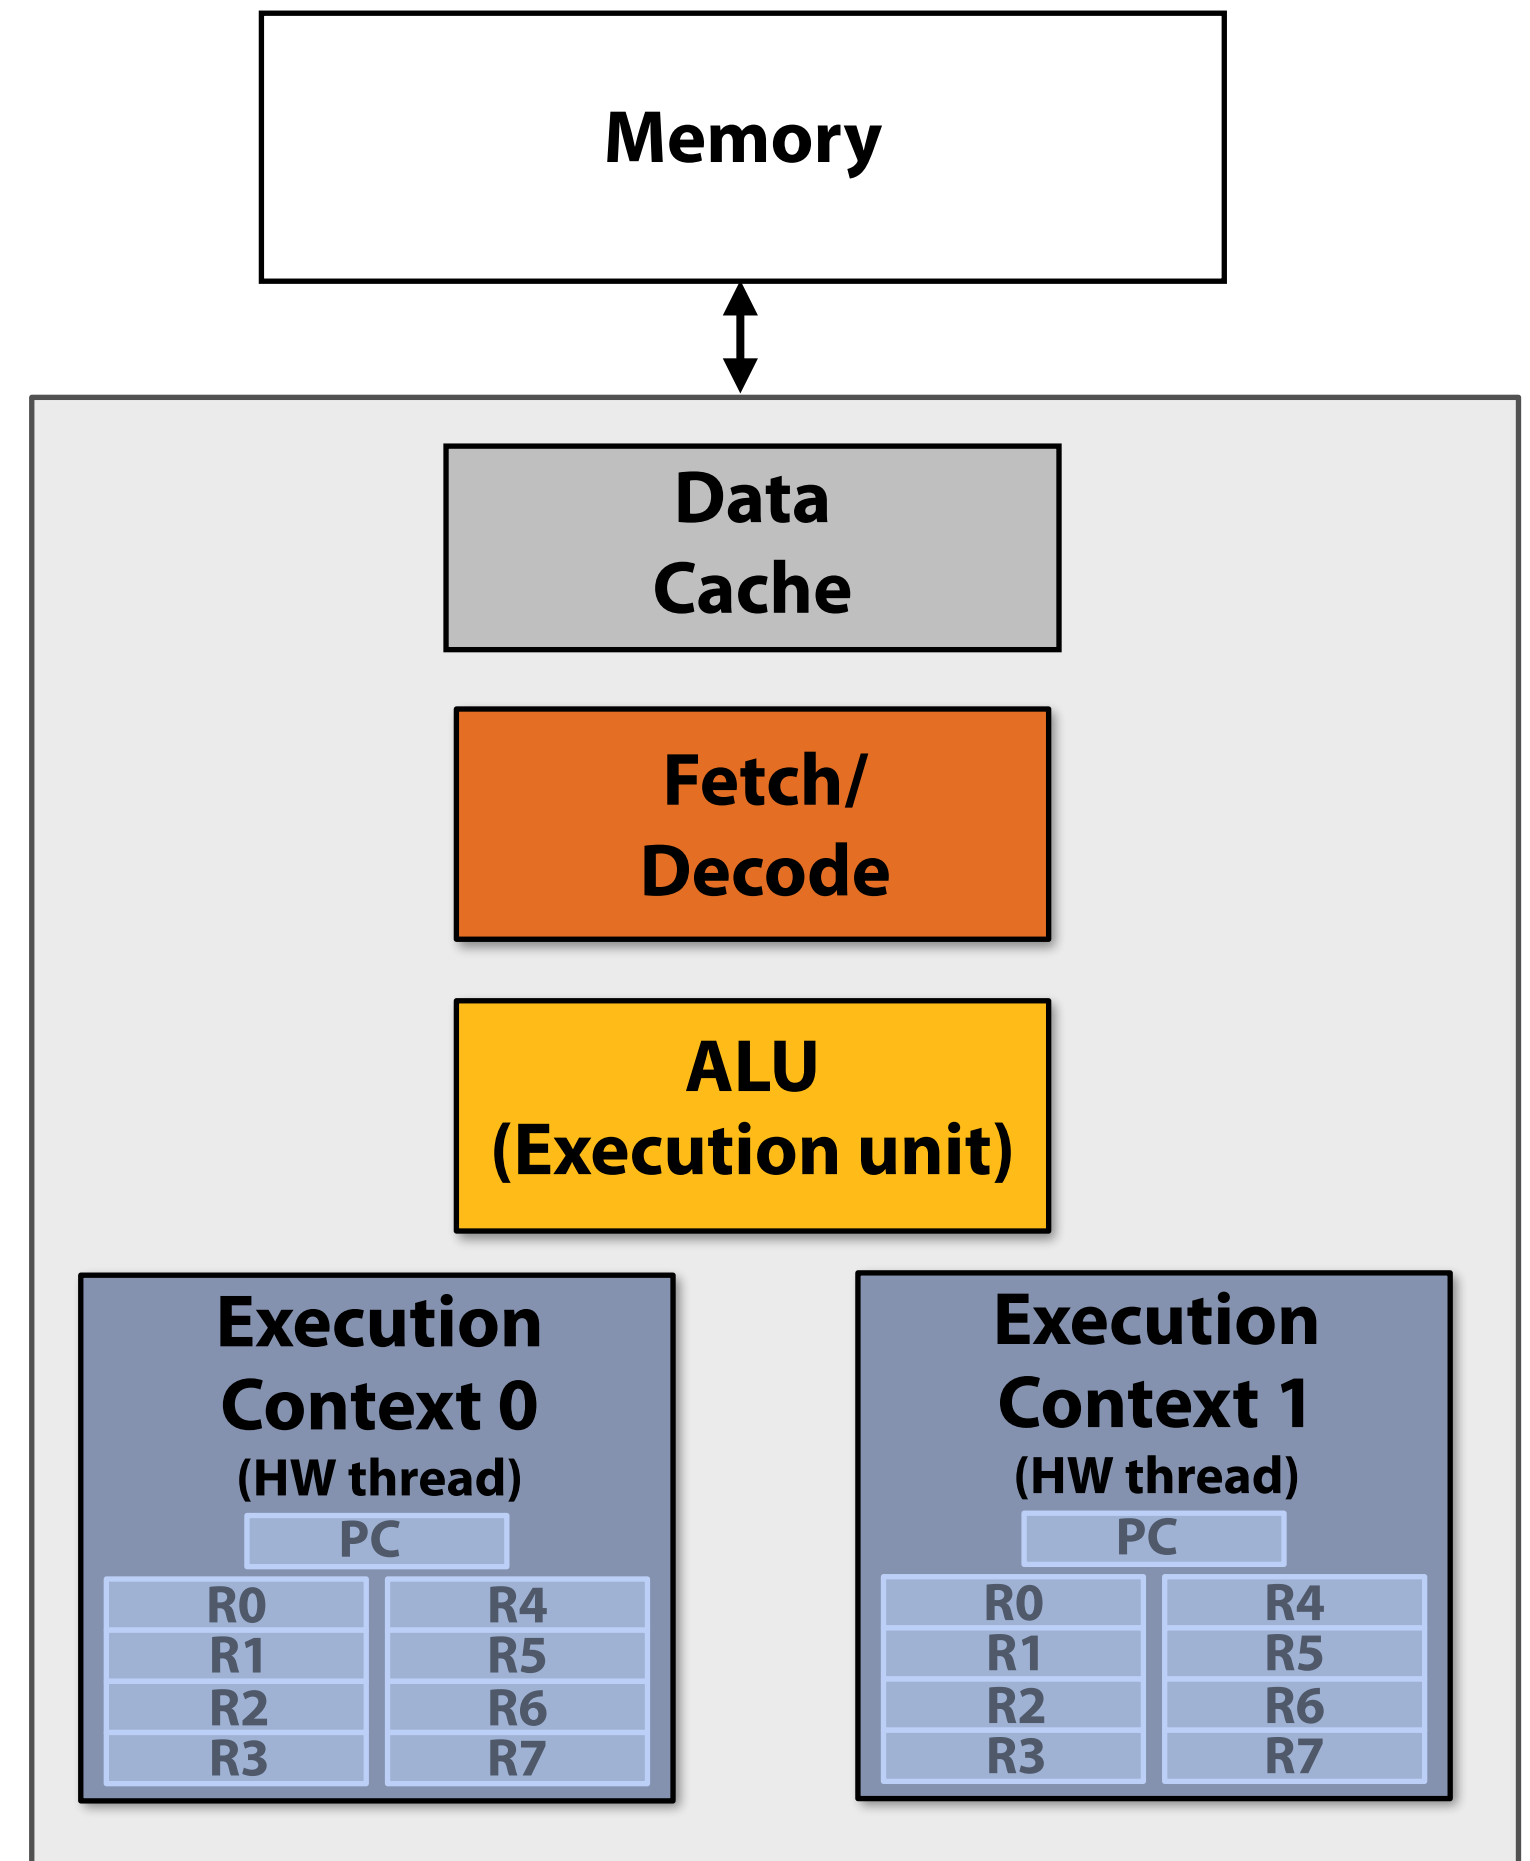 Memory
Data
Cache
Fetch/
Decode
ALU
(Execution unit)
Execution
Context 0
(HW thread)
PC
R0
R1
R2
R3
R4
R5
R6
R7
Execution
Context 1
(HW thread)
PC
R0
R1
R2
R3
R4
R5
R6
R7